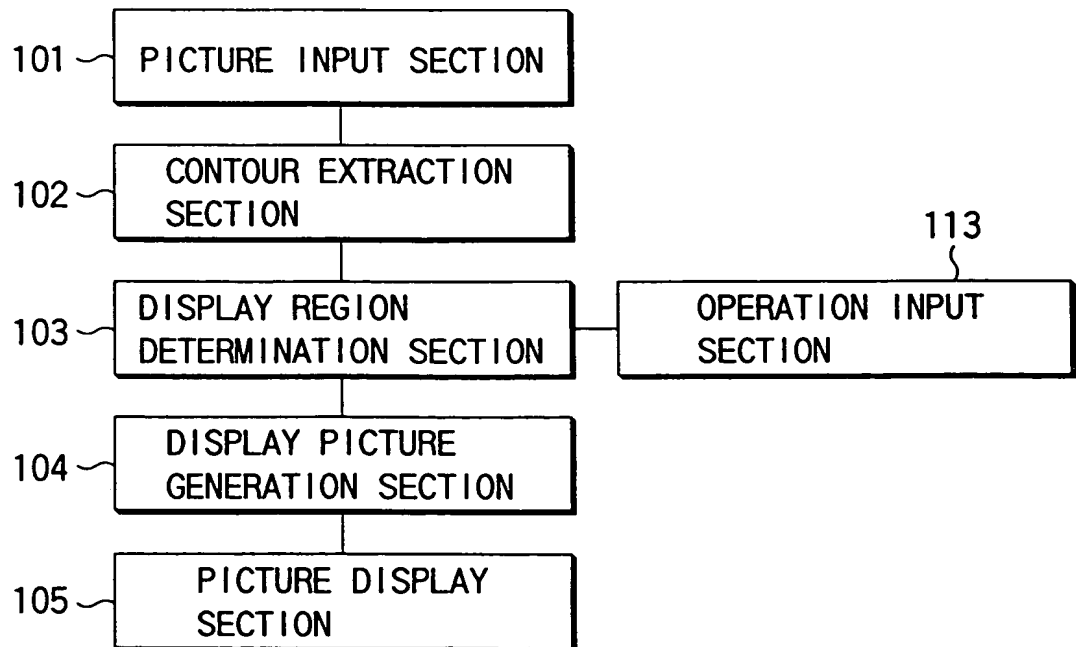 101
PICTURE INPUT SECTION
102
CONTOUR EXTRACTION
SECTION
113
103
DISPLAY REGION
DETERMINATION SECTION
OPERATION INPUT
SECTION
104
DISPLAY PICTURE
GENERATION SECTION
105
PICTURE DISPLAY
SECTION